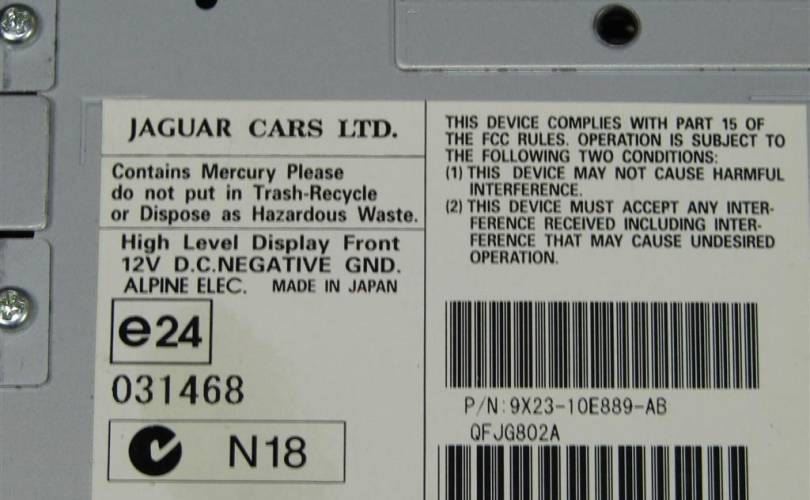 JAGUAR CARS LTD.
Contains Mercury Please
do not put in Trash-Recycle
or Dispose as Hazardous Waste.
High Level Display Front
12V D.C.NEGATIVE GND.
ALPINE ELEC. MADE IN JAPAN
e24
031468
N18
THIS DEVICE COMPLIES WITH PART 15 OF
THE FCC RULES. OPERATION IS SUBJECT TO
THE FOLLOWING TWO CONDITIONS:
(1) THIS DEVICE MAY NOT CAUSE HARMFUL
INTERFERENCE.
(2) THIS DEVICE MUST ACCEPT ANY INTER-
FERENCE RECEIVED INCLUDING INTER-
FERENCE THAT MAY CAUSE UNDESIRED
OPERATION.
P/N:9X23-10E889-AB
QFJG802A